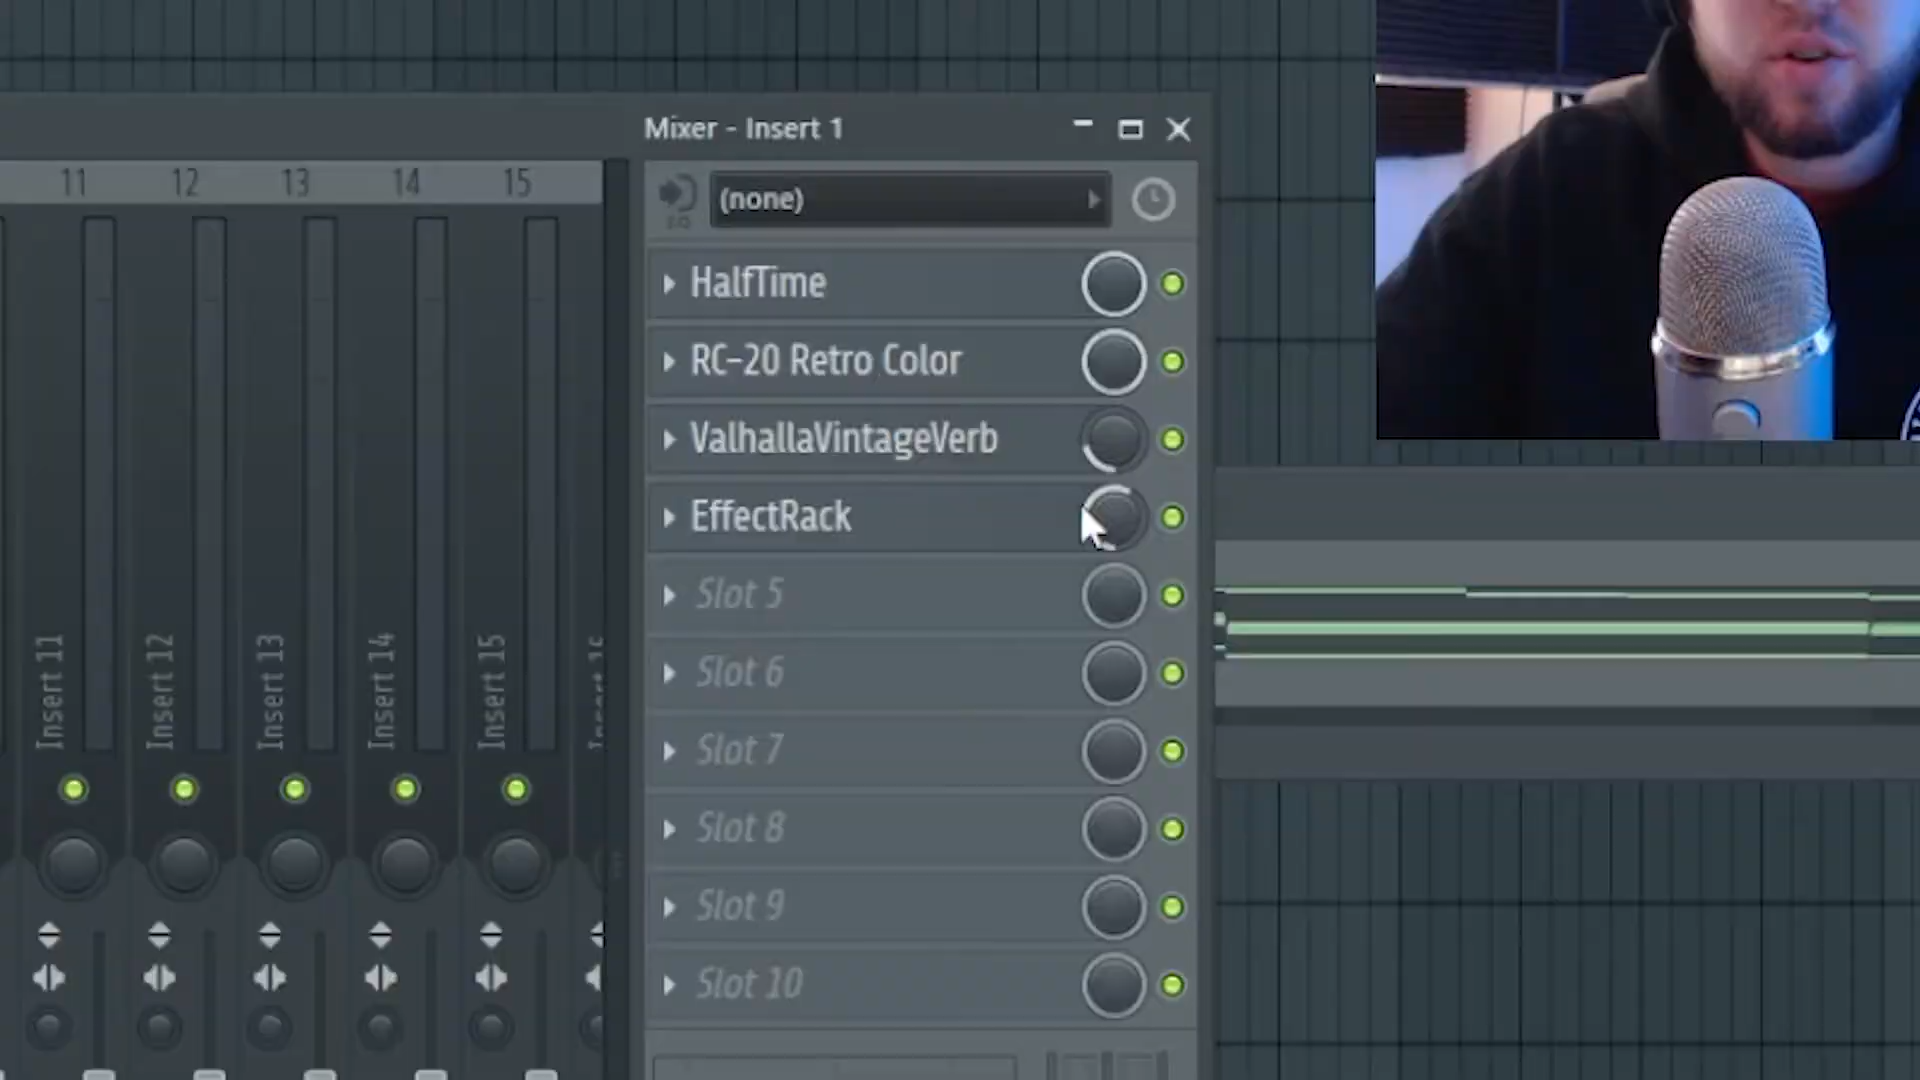 Mixer - Insert 1
11 12 13 14 15
(none)
HalfTime
RC-20 Retro Color
ValhallaVintageVerb
EffectRack
Slot 5
Slot 6
Slot 7
Slot 8
Slot 9
Slot 10
Insert 11
Insert 12
Insert 13
Insert 14
Insert 15